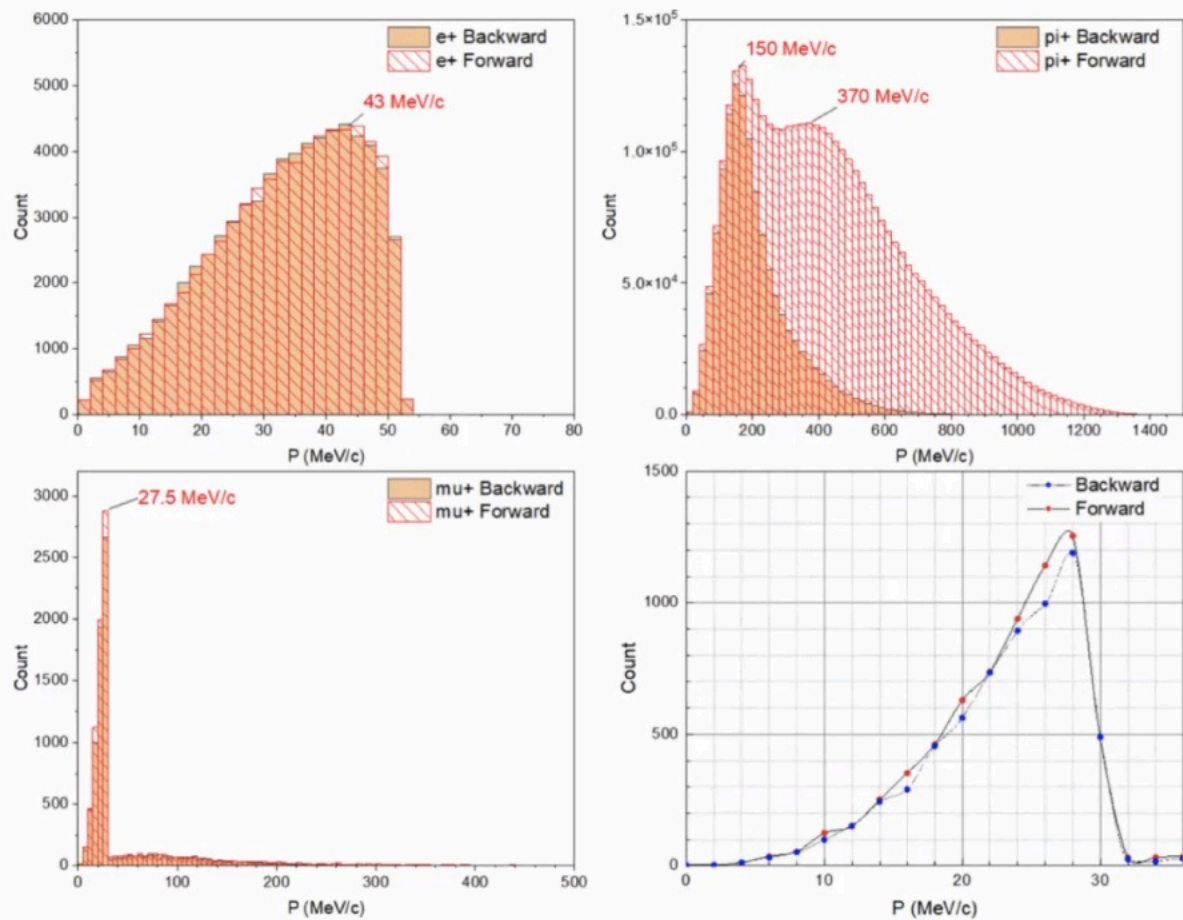 6000
5000
4000
3000
2000
1000
0
Count
e+ Backward
e+ Forward
43 MeV/c
0 10 20 30 40 50 60 70 80
P (MeV/c)
1.5×10⁵
1.0×10⁵
5.0×10⁴
0.0
Count
pi+ Backward
pi+ Forward
150 MeV/c
370 MeV/c
0 200 400 600 800 1000 1200 1400
P (MeV/c)
3000
2500
2000
1500
1000
500
0
Count
mu+ Backward
mu+ Forward
27.5 MeV/c
0 100 200 300 400 500
P (MeV/c)
1500
1000
500
0
Count
Backward
Forward
0 10 20 30
P (MeV/c)